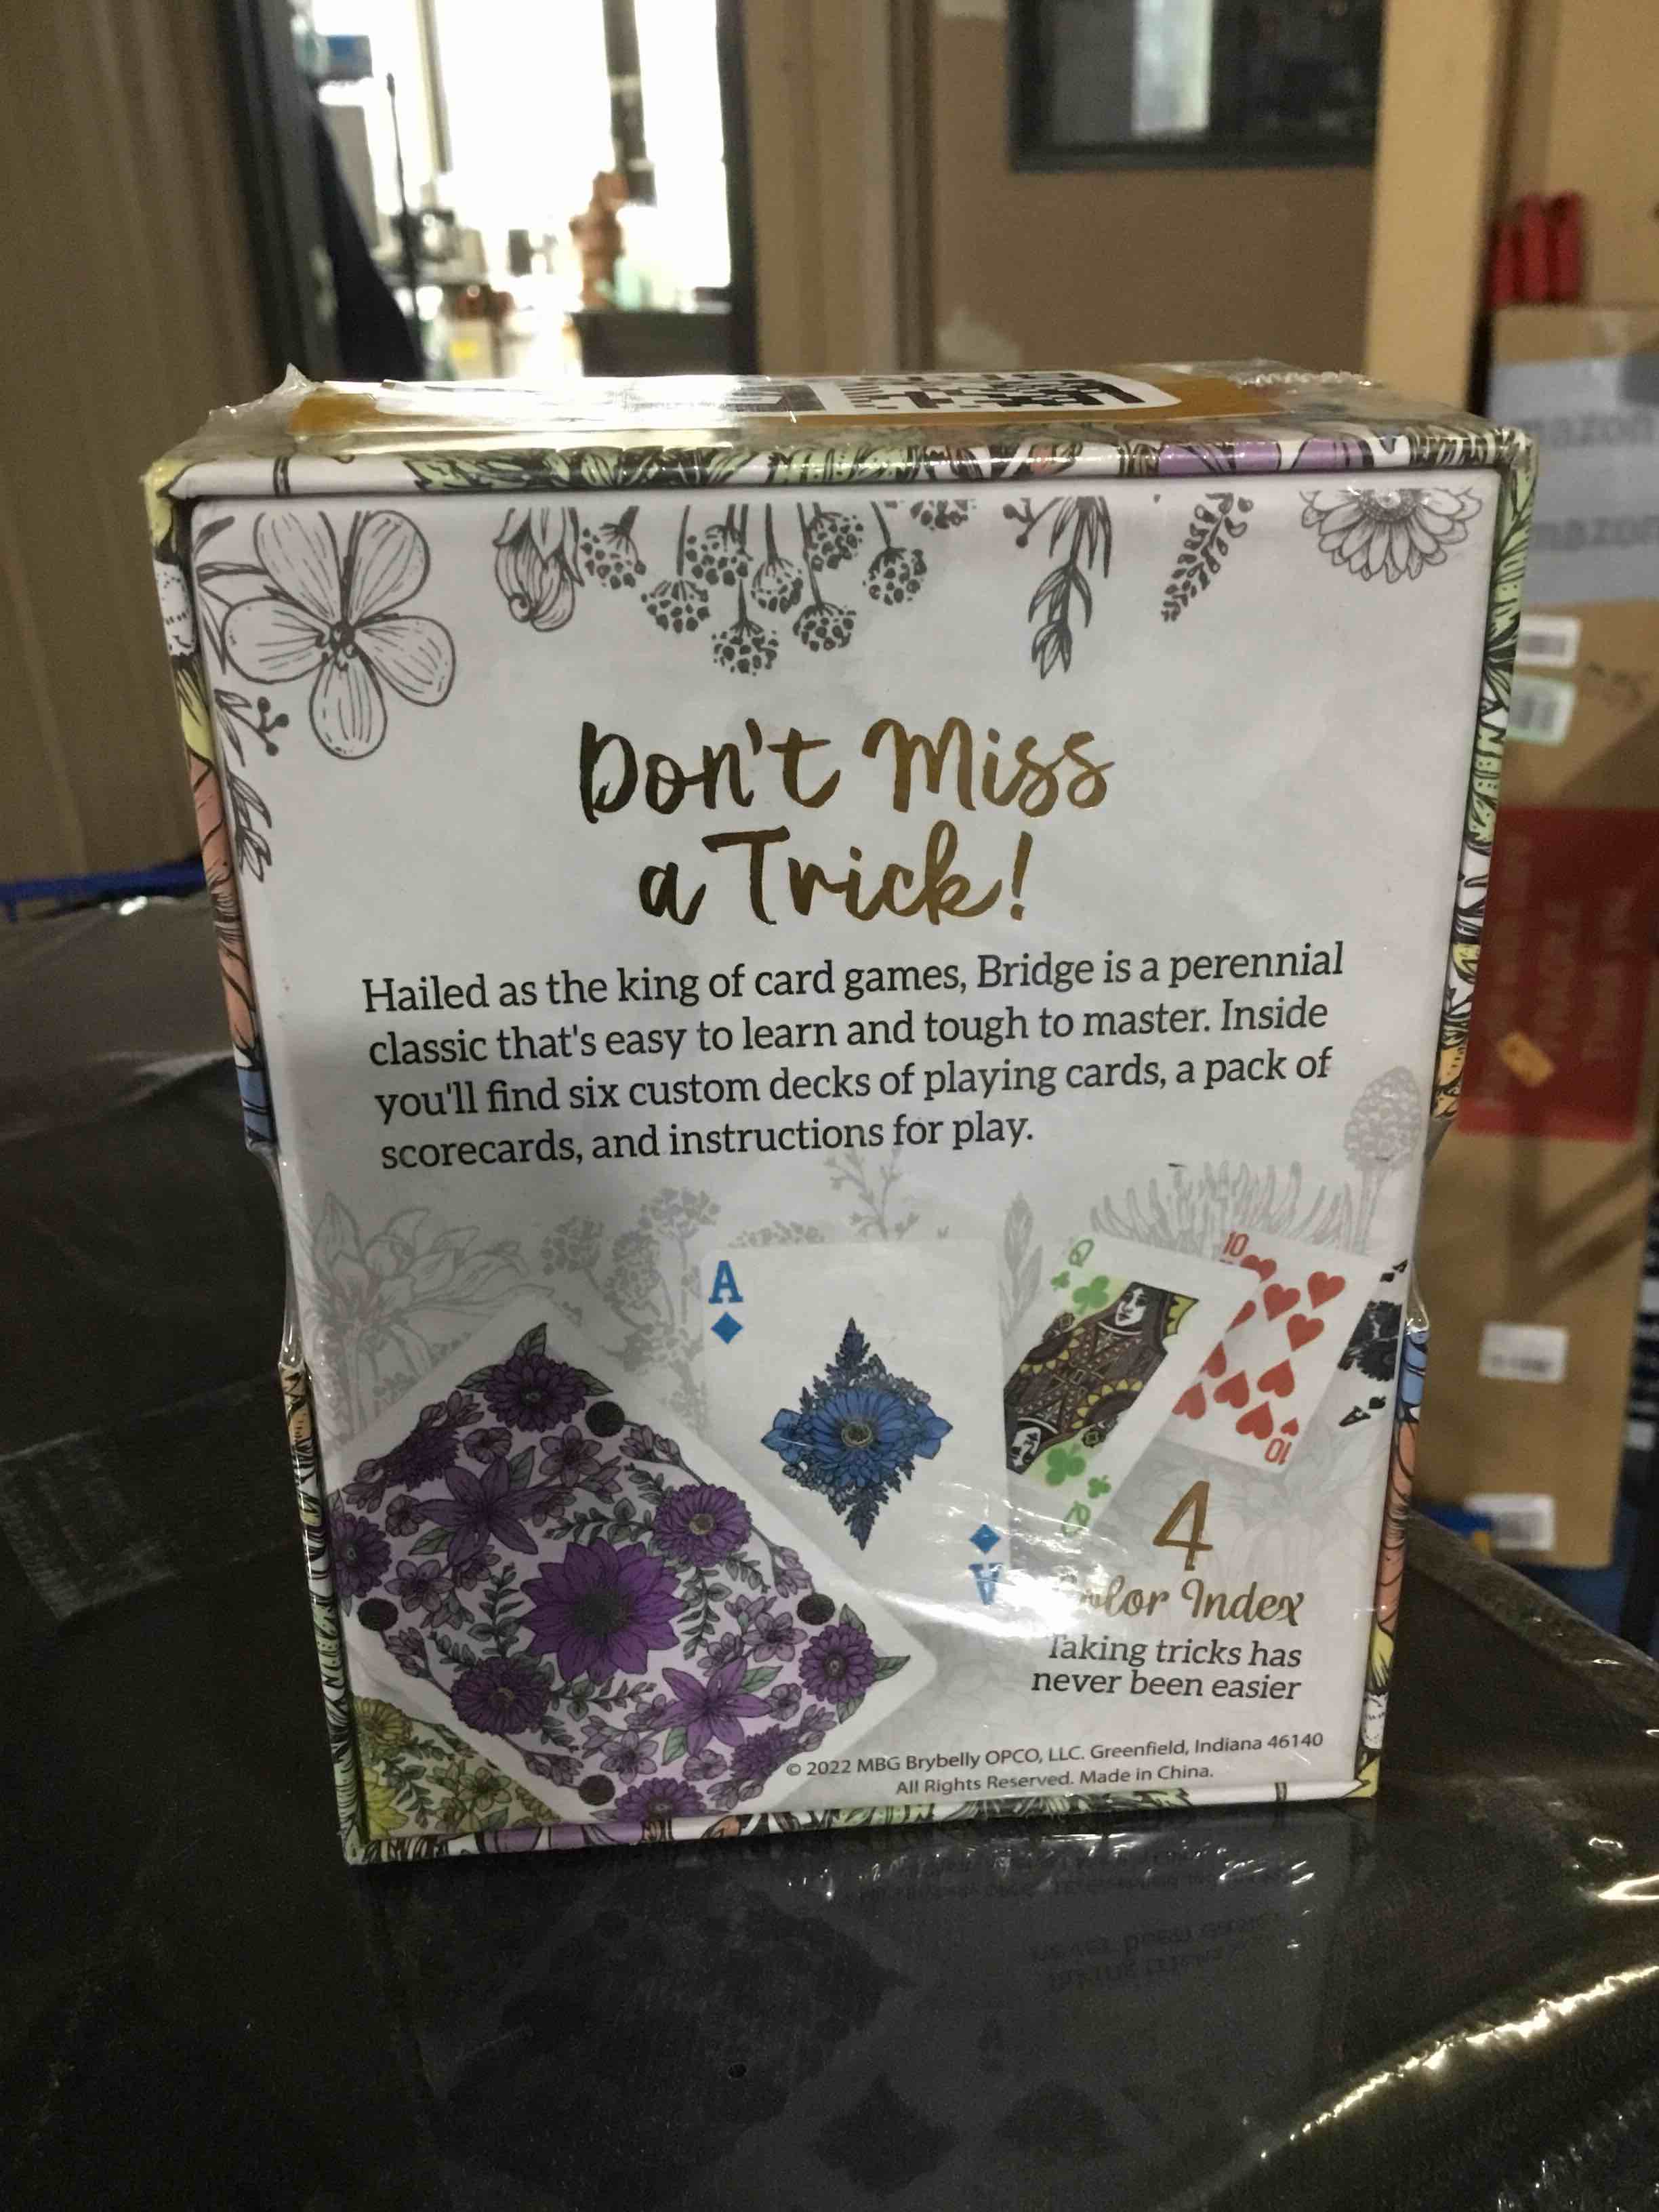 Don't Miss
a Trick!
Hailed as the king of card games, Bridge is a perennial
classic that's easy to learn and tough to master. Inside
you'll find six custom decks of playing cards, a pack of
scorecards, and instructions for play.
A
A
Q
Q
10
10
A
A
4
Color Index
Taking tricks has
never been easier
© 2022 MBG Brybelly OPCO, LLC. Greenfield, Indiana 46140
All Rights Reserved. Made in China.